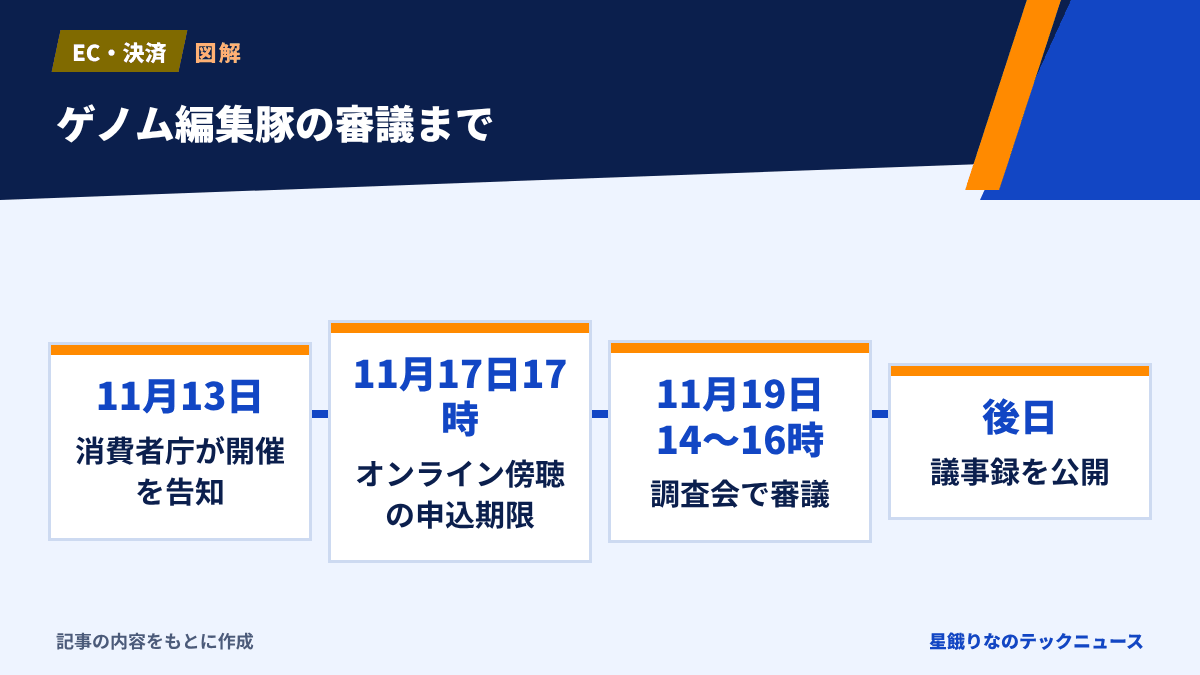 EC・決済 図解
ゲノム編集豚の審議まで
11月13日
消費者庁が開催
を告知
11月17日17
時
オンライン傍聴
の申込期限
11月19日
14〜16時
調査会で審議
後日
議事録を公開
記事の内容をもとに作成
星餓りなのテックニュース